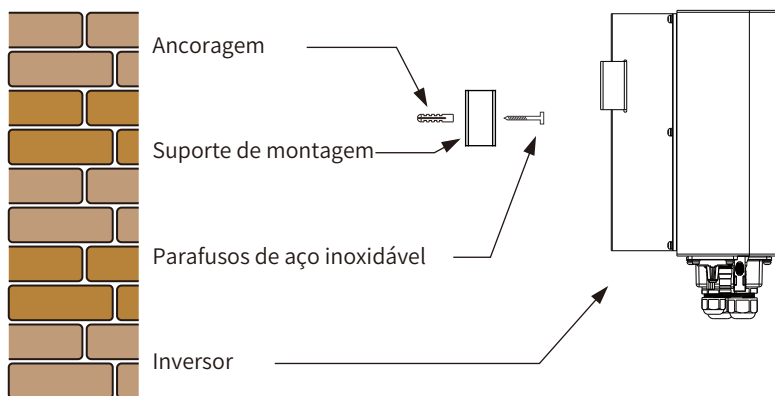 Ancoragem
Suporte de montagem
Parafusos de aço inoxidável
Inversor